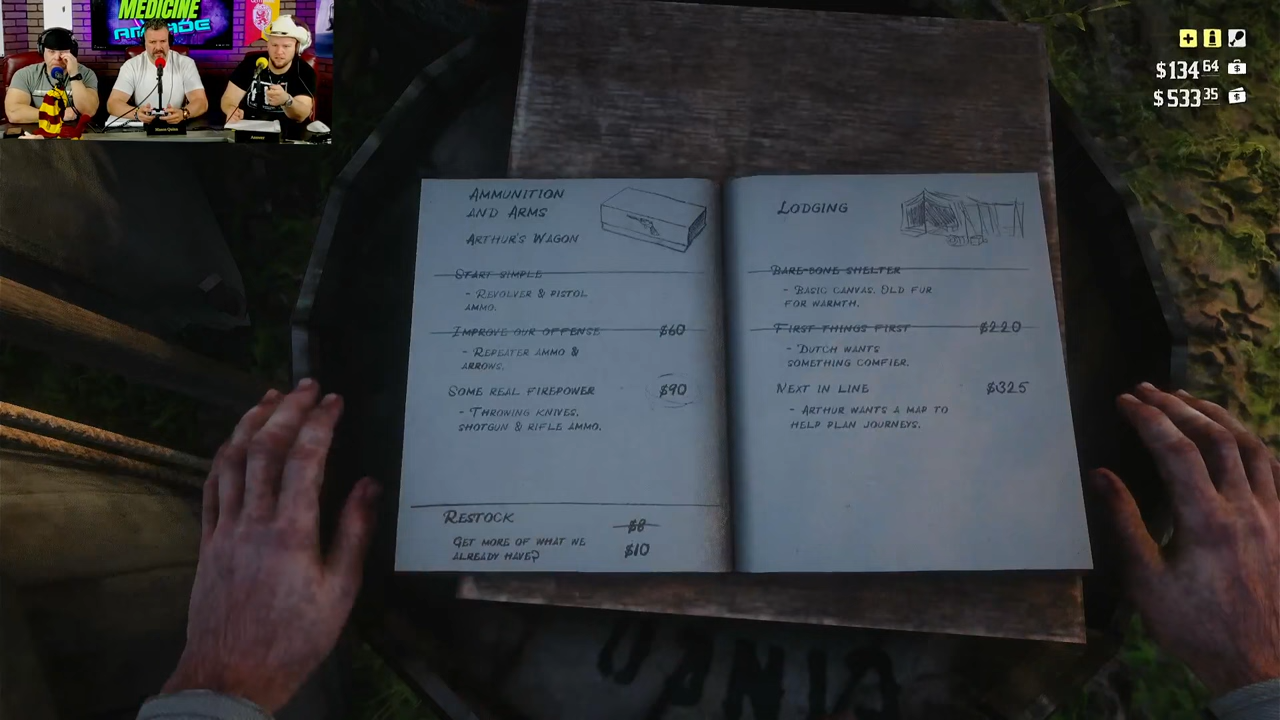 MEDICINE
ARCADE
$134 64
$533 35
AMMUNITION
AND ARMS
ARTHUR'S WAGON
START SIMPLE
- REVOLVER & PISTOL
AMMO.
IMPROVE OUR OFFENSE $60
- REPEATER AMMO &
ARROWS.
SOME REAL FIREPOWER $90
- THROWING KNIVES,
SHOTGUN & RIFLE AMMO.
RESTOCK $8
GET MORE OF WHAT WE
ALREADY HAVE? $10
LODGING
BARE-BONE SHELTER
- BASIC CANVAS. OLD FUR
FOR WARMTH.
FIRST THINGS FIRST $220
- DUTCH WANTS
SOMETHING COMFIER.
NEXT IN LINE $325
- ARTHUR WANTS A MAP TO
HELP PLAN JOURNEYS.